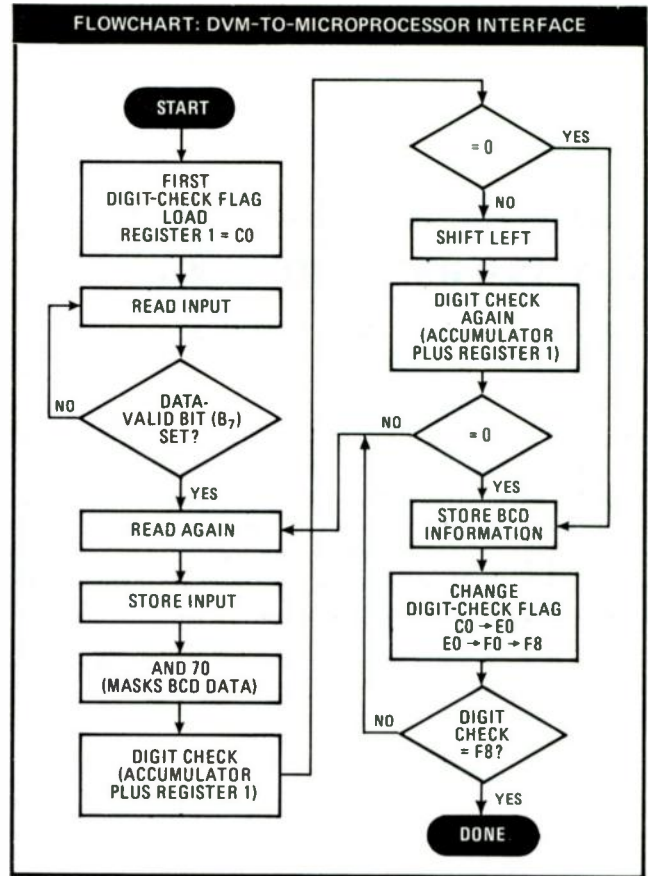 FLOWCHART: DVM-TO-MICROPROCESSOR INTERFACE
START
FIRST
DIGIT-CHECK FLAG
LOAD
REGISTER 1 = C0
READ INPUT
NO
DATA-
VALID BIT (B7)
SET?
YES
READ AGAIN
STORE INPUT
AND 70
(MASKS BCD DATA)
DIGIT CHECK
(ACCUMULATOR
PLUS REGISTER 1)
= 0
YES
NO
SHIFT LEFT
DIGIT CHECK
AGAIN
(ACCUMULATOR
PLUS REGISTER 1)
NO
= 0
YES
STORE BCD
INFORMATION
CHANGE
DIGIT-CHECK FLAG
C0 → E0
E0 → F0 → F8
NO
DIGIT
CHECK
= F8?
YES
DONE